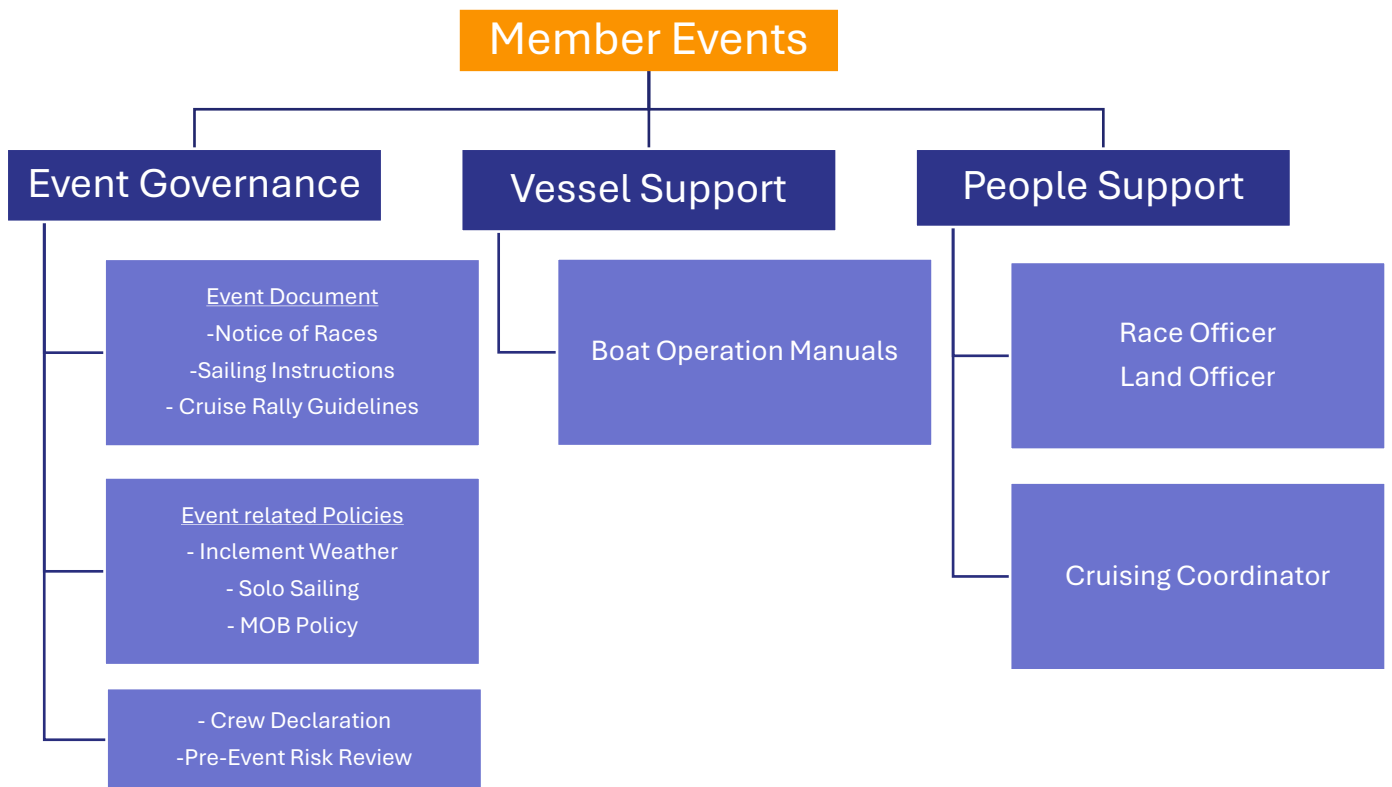 Member Events
Event Governance
Event Document
-Notice of Races
-Sailing Instructions
- Cruise Rally Guidelines
Event related Policies
- Inclement Weather
- Solo Sailing
- MOB Policy
- Crew Declaration
-Pre-Event Risk Review
Vessel Support
Boat Operation Manuals
People Support
Race Officer
Land Officer
Cruising Coordinator